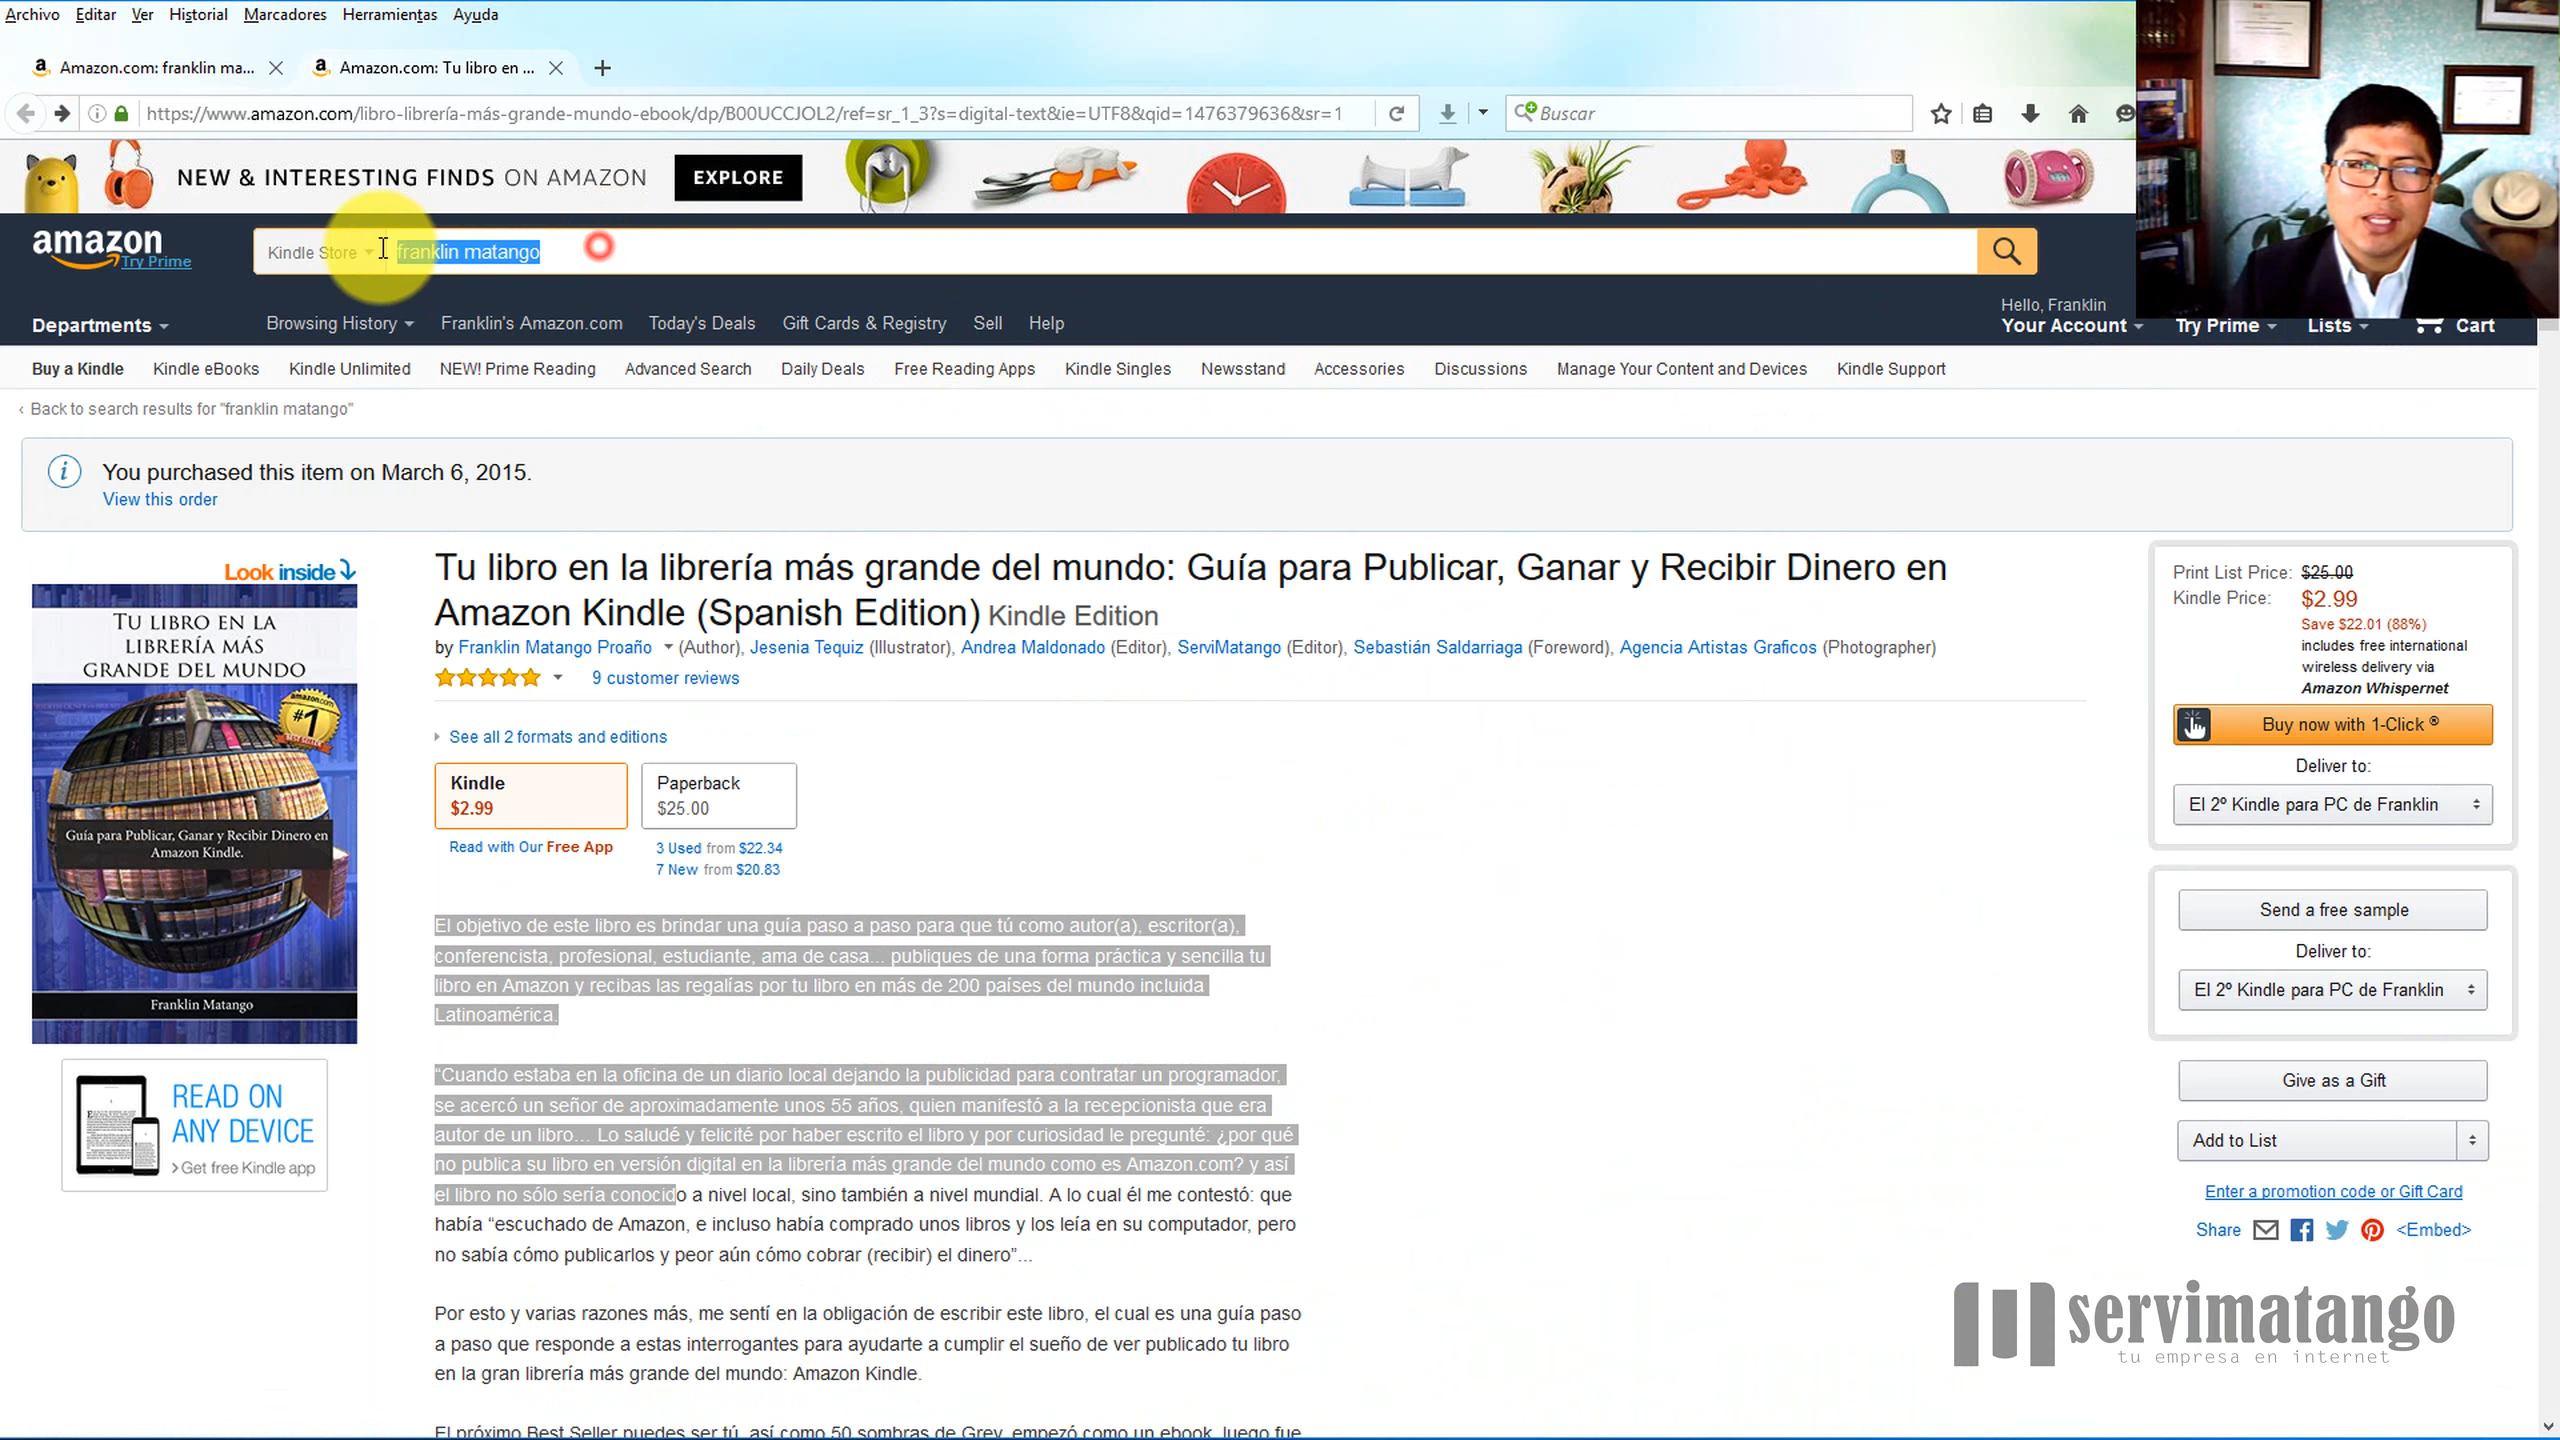 Archivo Editar Ver Historial Marcadores Herramientas Ayuda
Amazon.com: franklin ma...
Amazon.com: Tu libro en ...
https://www.amazon.com/libro-librería-más-grande-mundo-ebook/dp/B00UCCJOL2/ref=sr_1_3?s=digital-text&ie=UTF8&qid=1476379636&sr=1
Buscar
NEW & INTERESTING FINDS ON AMAZON EXPLORE
amazon
Try Prime
Kindle Store
franklin matango
Departments
Browsing History Franklin's Amazon.com Today's Deals Gift Cards & Registry Sell Help
Hello, Franklin
Your Account Try Prime Lists Cart
Buy a Kindle Kindle eBooks Kindle Unlimited NEW! Prime Reading Advanced Search Daily Deals Free Reading Apps Kindle Singles Newsstand Accessories Discussions Manage Your Content and Devices Kindle Support
‹ Back to search results for "franklin matango"
You purchased this item on March 6, 2015.
View this order
Look inside
TU LIBRO EN LA
LIBRERÍA MÁS
GRANDE DEL MUNDO
amazon.com
#1
BEST SELLER
Guía para Publicar, Ganar y Recibir Dinero en
Amazon Kindle.
Franklin Matango
READ ON
ANY DEVICE
› Get free Kindle app
Tu libro en la librería más grande del mundo: Guía para Publicar, Ganar y Recibir Dinero en
Amazon Kindle (Spanish Edition) Kindle Edition
by Franklin Matango Proaño (Author), Jesenia Tequiz (Illustrator), Andrea Maldonado (Editor), ServiMatango (Editor), Sebastián Saldarriaga (Foreword), Agencia Artistas Graficos (Photographer)
9 customer reviews
See all 2 formats and editions
Kindle
$2.99
Paperback
$25.00
Read with Our Free App
3 Used from $22.34
7 New from $20.83
El objetivo de este libro es brindar una guía paso a paso para que tú como autor(a), escritor(a),
conferencista, profesional, estudiante, ama de casa... publiques de una forma práctica y sencilla tu
libro en Amazon y recibas las regalías por tu libro en más de 200 países del mundo incluida
Latinoamérica.
“Cuando estaba en la oficina de un diario local dejando la publicidad para contratar un programador,
se acercó un señor de aproximadamente unos 55 años, quien manifestó a la recepcionista que era
autor de un libro... Lo saludé y felicité por haber escrito el libro y por curiosidad le pregunté: ¿por qué
no publica su libro en versión digital en la librería más grande del mundo como es Amazon.com? y así
el libro no sólo sería conocido a nivel local, sino también a nivel mundial. A lo cual él me contestó: que
había “escuchado de Amazon, e incluso había comprado unos libros y los leía en su computador, pero
no sabía cómo publicarlos y peor aún cómo cobrar (recibir) el dinero”...
Por esto y varias razones más, me sentí en la obligación de escribir este libro, el cual es una guía paso
a paso que responde a estas interrogantes para ayudarte a cumplir el sueño de ver publicado tu libro
en la gran librería más grande del mundo: Amazon Kindle.
El próximo Best Seller puedes ser tú, así como 50 sombras de Grey, empezó como un ebook, luego fue
Print List Price: $25.00
Kindle Price: $2.99
Save $22.01 (88%)
includes free international
wireless delivery via
Amazon Whispernet
Buy now with 1-Click ®
Deliver to:
El 2º Kindle para PC de Franklin
Send a free sample
Deliver to:
El 2º Kindle para PC de Franklin
Give as a Gift
Add to List
Enter a promotion code or Gift Card
Share <Embed>
servimatango
tu empresa en internet